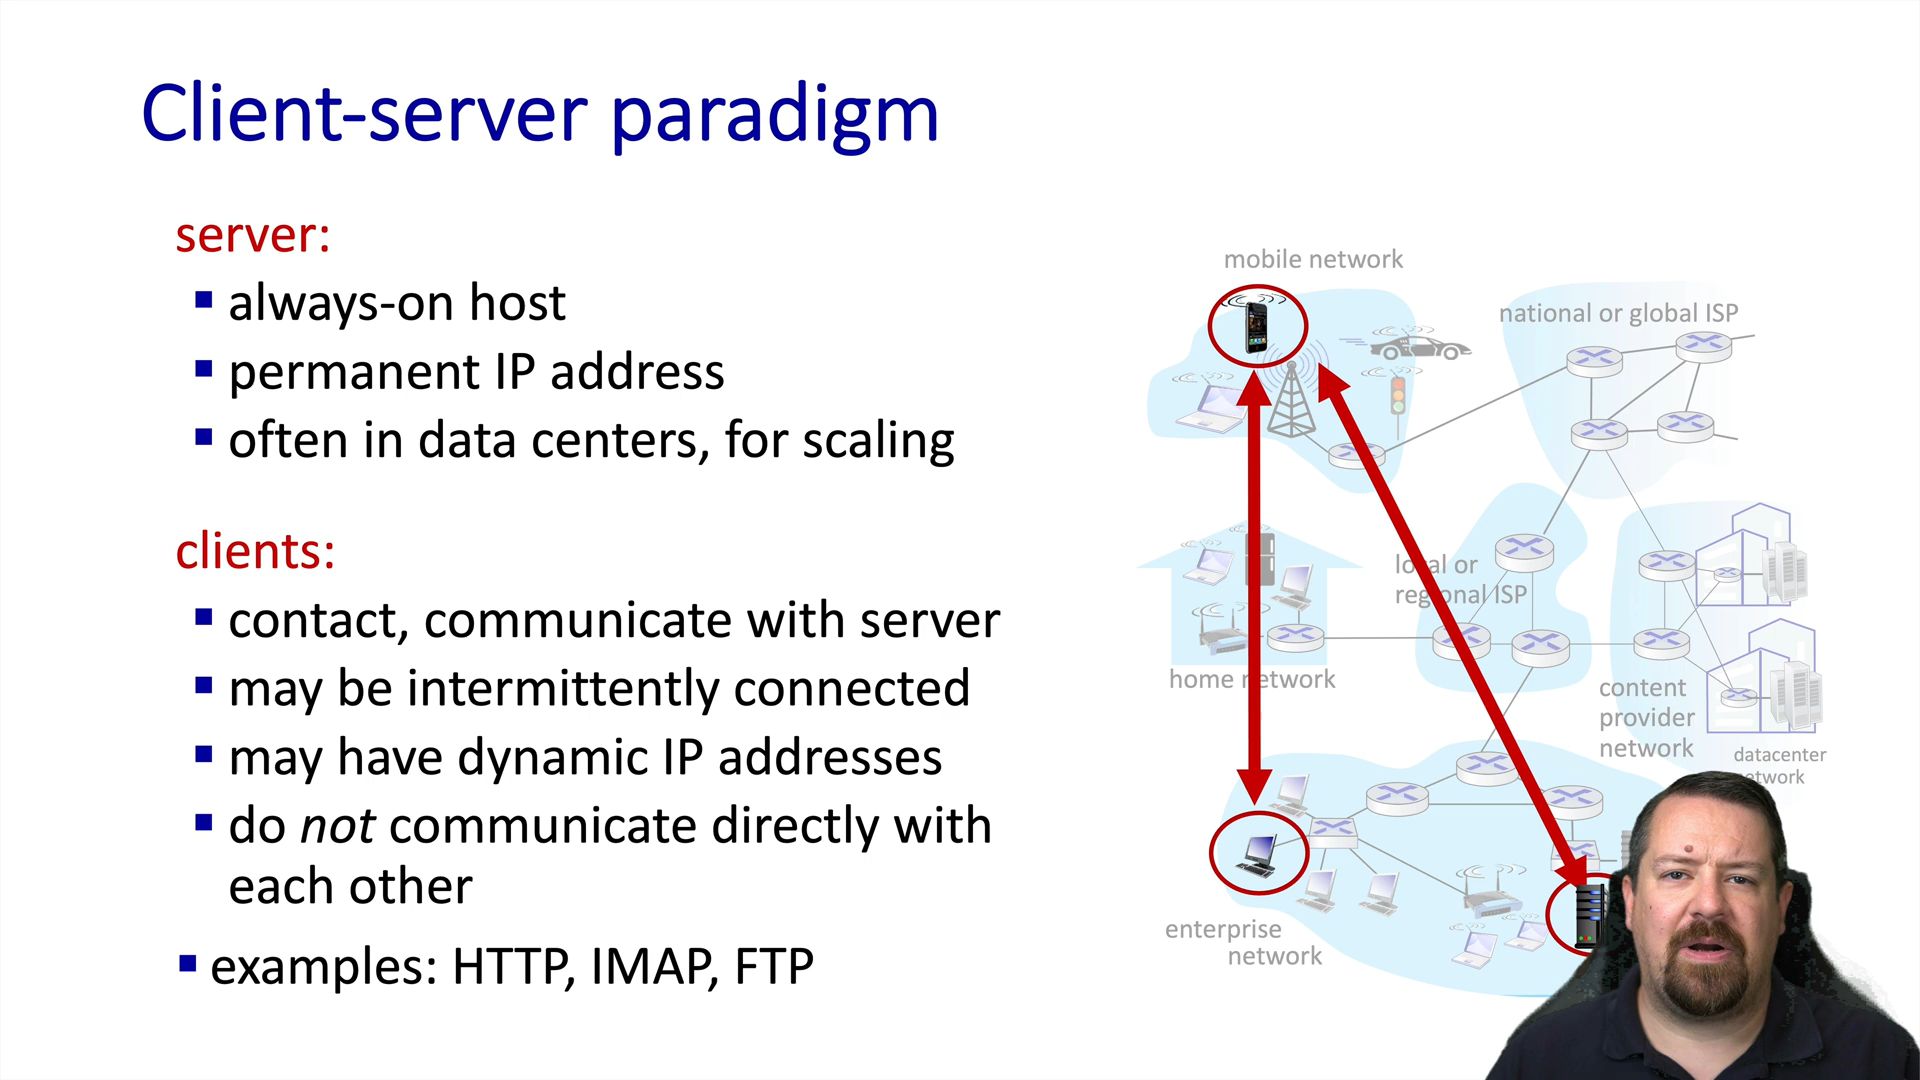 Client-server paradigm
server:
always-on host
permanent IP address
often in data centers, for scaling
clients:
contact, communicate with server
may be intermittently connected
may have dynamic IP addresses
do not communicate directly with
each other
examples: HTTP, IMAP, FTP
mobile network
national or global ISP
local or
regional ISP
home network
content
provider
network
datacenter
network
enterprise
network